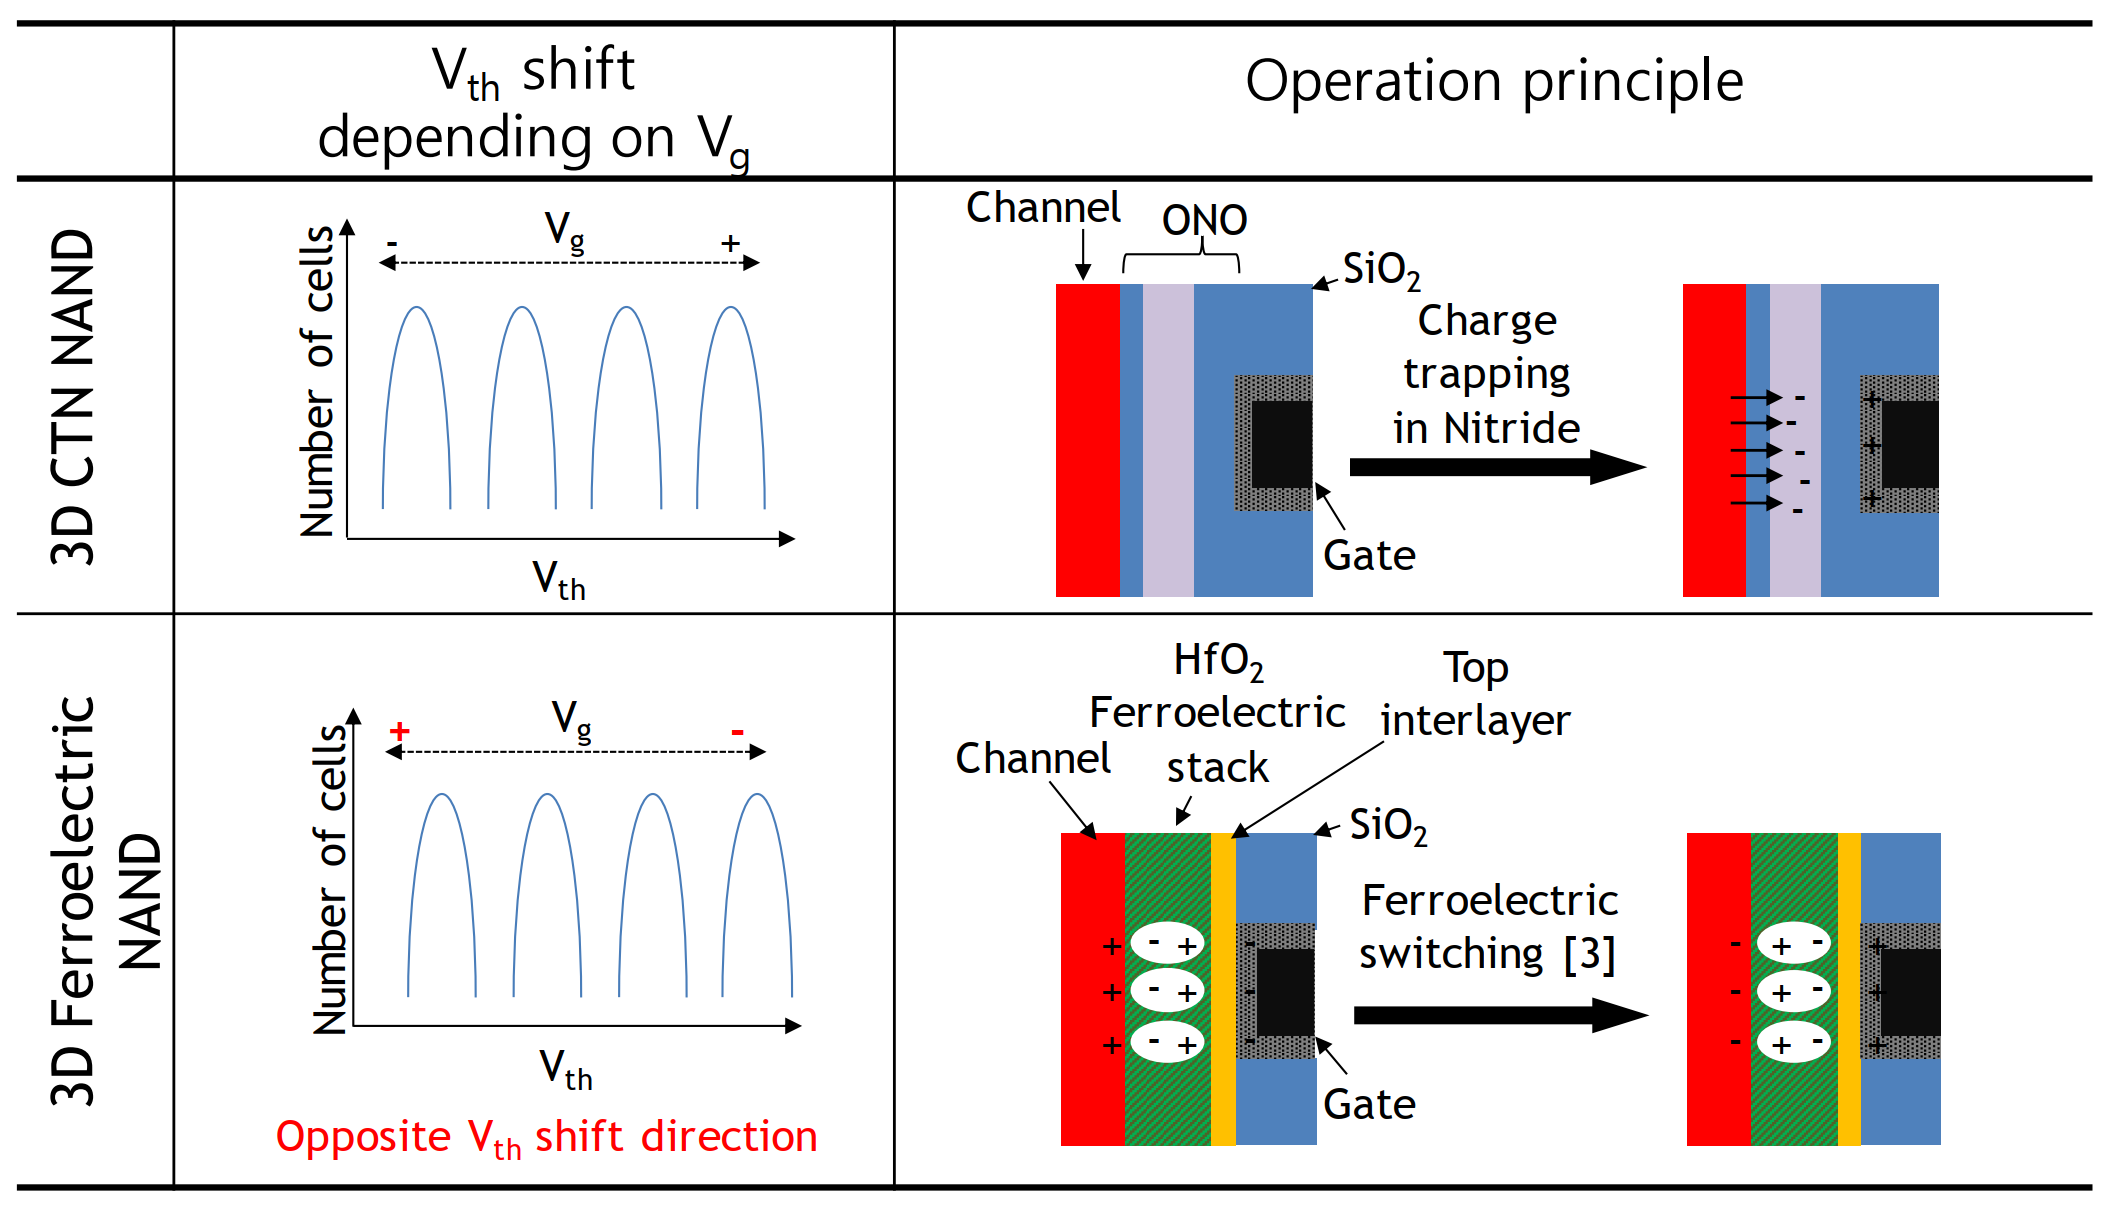 Vth shift
depending on Vg
Operation principle
3D CTN NAND
Number of cells
- Vg +
Vth
Channel
ONO
SiO2
Charge
trapping
in Nitride
Gate
-
-
-
-
-
+
+
+
3D Ferroelectric
NAND
Number of cells
+ Vg -
Vth
Opposite Vth shift direction
HfO2
Ferroelectric
stack
Top
interlayer
Channel
SiO2
Ferroelectric
switching [3]
Gate
+ - + -
+ - + -
+ - + -
- + - +
- + - +
- + - +